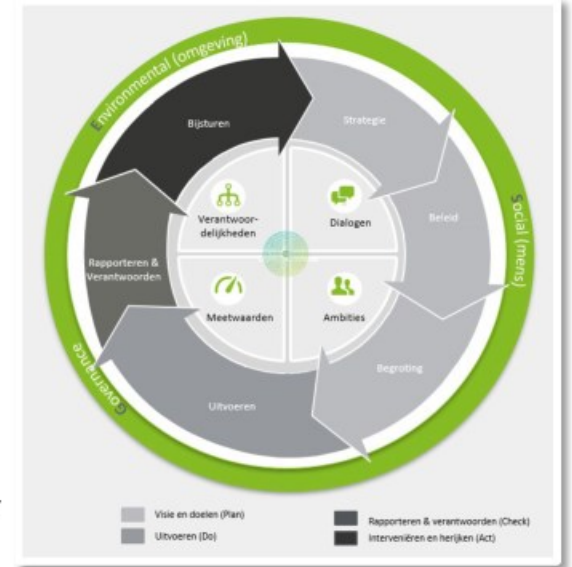 Environmental (omgeving)
Social (mens)
Governance
Bijsturen
Strategie
Beleid
Begroting
Uitvoeren
Rapporteren &
Verantwoorden
Verantwoor-
delijkheden
Dialogen
Meetwaarden
Ambities
Visie en doelen (Plan)
Uitvoeren (Do)
Rapporteren & verantwoorden (Check)
Interveniëren en herijken (Act)